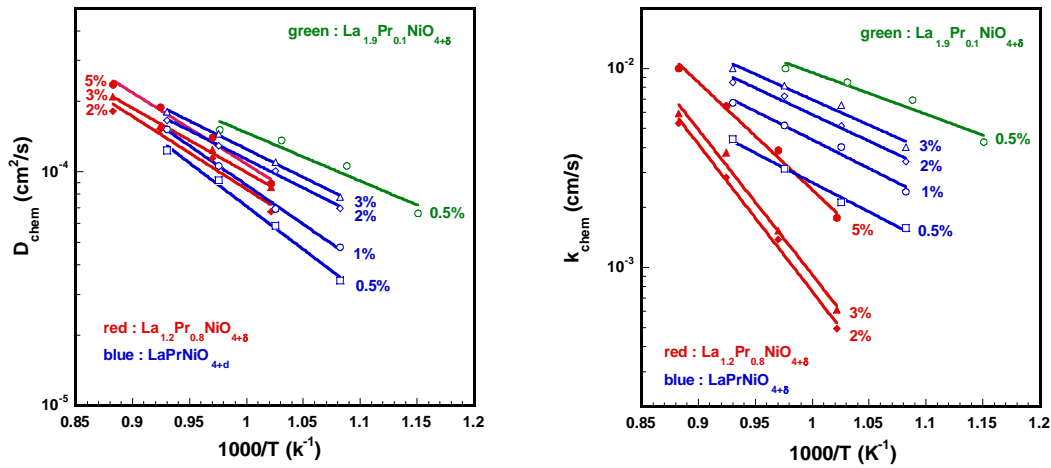 green : La1.9Pr0.1NiO4+δ
5%
3%
2%
3%
2%
0.5%
1%
0.5%
red : La1.2Pr0.8NiO4+δ
blue : LaPrNiO4+d
10-4
10-5
0.85 0.9 0.95 1 1.05 1.1 1.15 1.2
1000/T (k-1)
Dchem (cm2/s)
green : La1.9Pr0.1NiO4+δ
0.5%
3%
2%
1%
0.5%
5%
3%
2%
red : La1.2Pr0.8NiO4+δ
blue : LaPrNiO4+δ
10-2
10-3
0.85 0.9 0.95 1 1.05 1.1 1.15 1.2
1000/T (K-1)
kchem (cm/s)